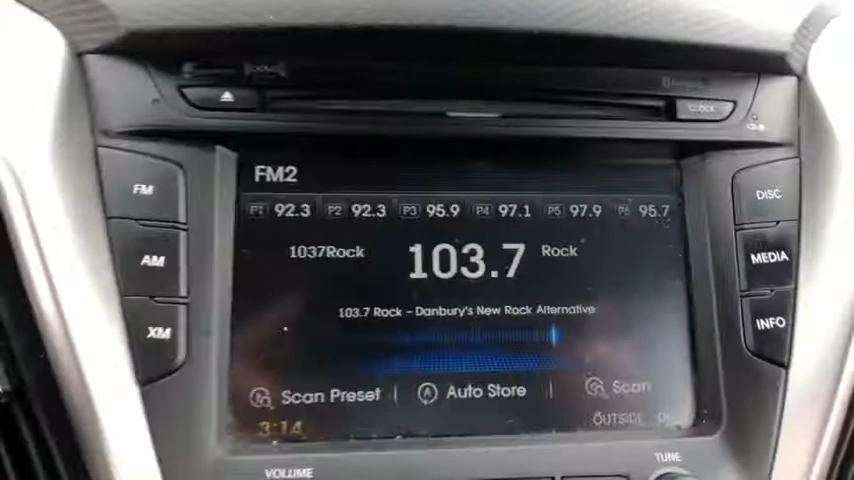 CLOCK
FM2
FM
DISC
P1 92.3 P2 92.3 P3 95.9 P4 97.1 P5 97.9 P6 95.7
1037Rock 103.7 Rock
AM
MEDIA
103.7 Rock - Danbury's New Rock Alternative
XM
INFO
Scan Preset Auto Store Scan
3:14 OUTSIDE
VOLUME
TUNE